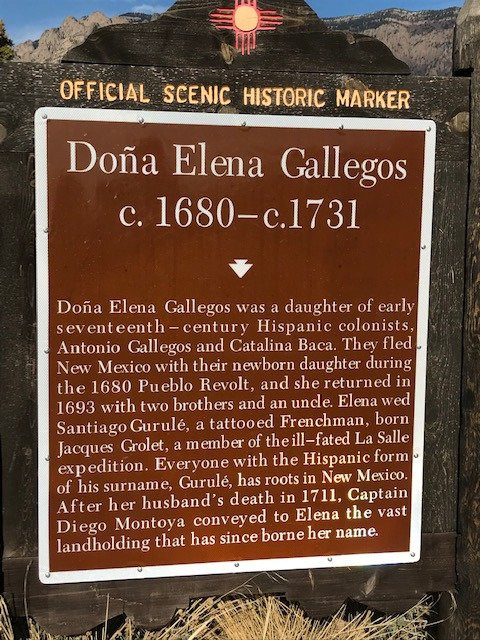 OFFICIAL SCENIC HISTORIC MARKER
Doña Elena Gallegos
c. 1680–c.1731
Doña Elena Gallegos was a daughter of early
seventeenth–century Hispanic colonists,
Antonio Gallegos and Catalina Baca. They fled
New Mexico with their newborn daughter during
the 1680 Pueblo Revolt, and she returned in
1693 with two brothers and an uncle. Elena wed
Santiago Gurulé, a tattooed Frenchman, born
Jacques Grolet, a member of the ill–fated La Salle
expedition. Everyone with the Hispanic form
of his surname, Gurulé, has roots in New Mexico.
After her husband's death in 1711, Captain
Diego Montoya conveyed to Elena the vast
landholding that has since borne her name.